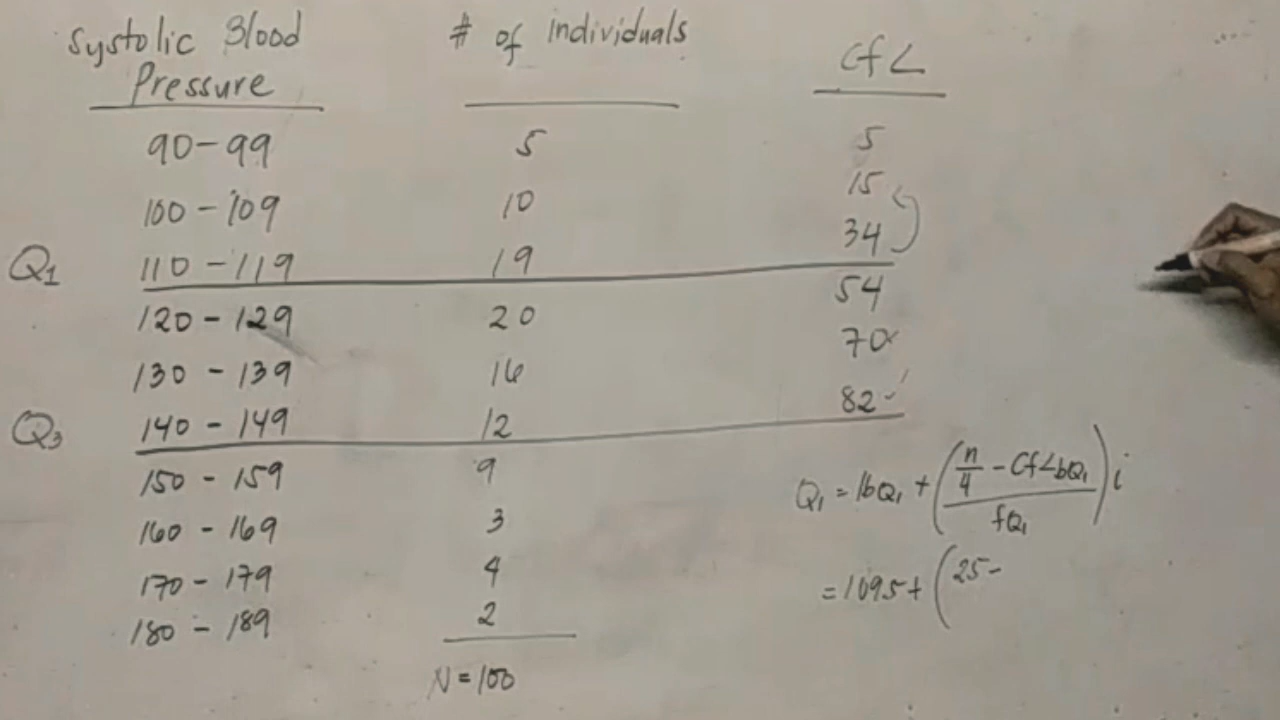 Systolic Blood Pressure # of individuals Cf<
90-99 5 5
100-109 10 15
Q₁ 110-119 19 34
120-129 20 54
130-139 16 70
Q₃ 140-149 12 82
150-159 9
160-169 3
170-179 4
180-189 2
N=100
Q₁ = lbQ₁ + (n/4 - Cf<bQ₁ / fQ₁) i
= 109.5 + (25 -